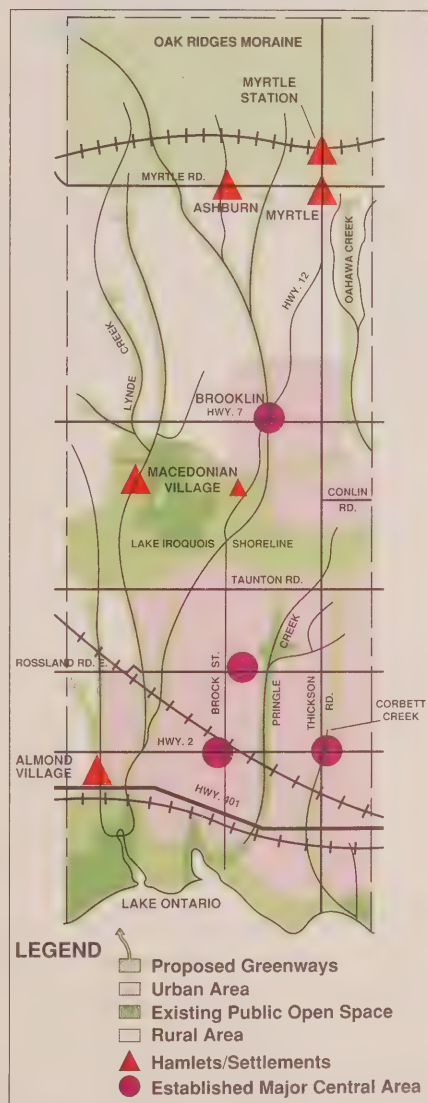 OAK RIDGES MORAINE
MYRTLE
STATION
MYRTLE RD.
ASHBURN
MYRTLE
OAHAWA CREEK
HWY. 12
CREEK
LYNDE
BROOKLIN
HWY. 7
MACEDONIAN
VILLAGE
CONLIN
RD.
LAKE IROQUOIS SHORELINE
TAUNTON RD.
CREEK
ROSSLAND RD. E.
BROCK ST.
PRINGLE
THICKSON
RD.
CORBETT
CREEK
HWY. 2
ALMOND
VILLAGE
HWY. 401
LAKE ONTARIO
LEGEND
Proposed Greenways
Urban Area
Existing Public Open Space
Rural Area
Hamlets/Settlements
Established Major Central Area